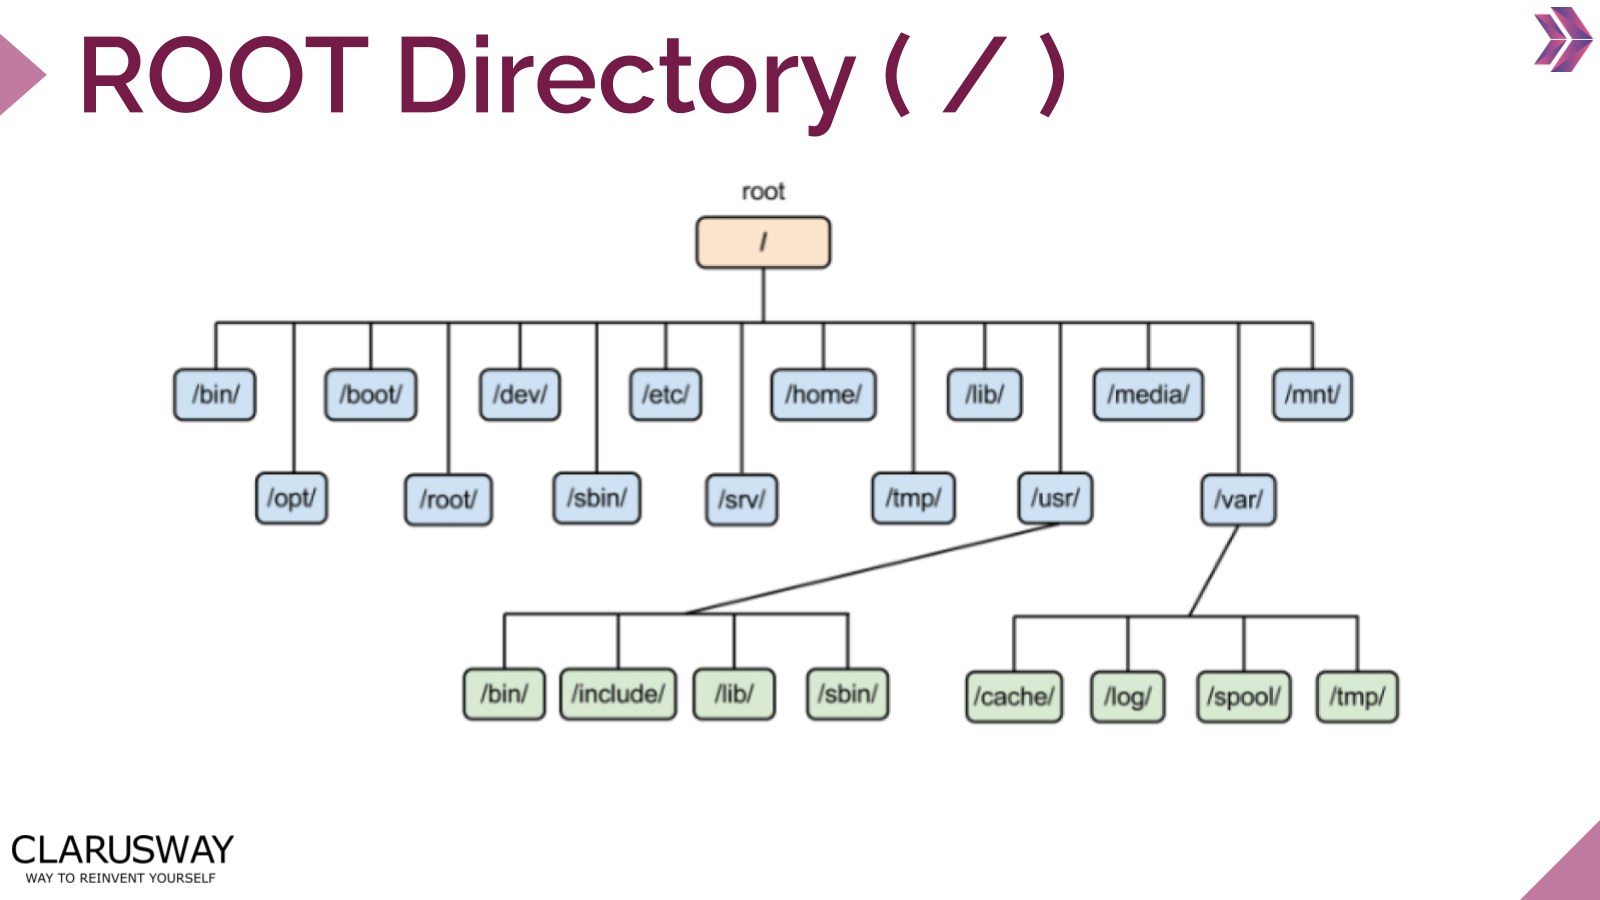 ROOT Directory ( / )
root
/
/bin/ /boot/ /dev/ /etc/ /home/ /lib/ /media/ /mnt/
/opt/ /root/ /sbin/ /srv/ /tmp/ /usr/ /var/
/bin/ /include/ /lib/ /sbin/ /cache/ /log/ /spool/ /tmp/
CLARUSWAY
WAY TO REINVENT YOURSELF